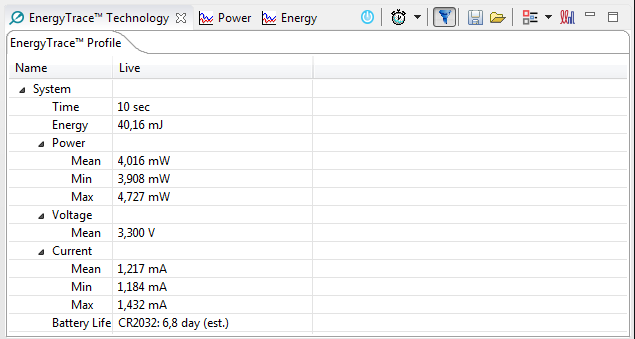 EnergyTrace™ Technology Power Energy
EnergyTrace™ Profile
Name Live
System
Time 10 sec
Energy 40,16 mJ
Power
Mean 4,016 mW
Min 3,908 mW
Max 4,727 mW
Voltage
Mean 3,300 V
Current
Mean 1,217 mA
Min 1,184 mA
Max 1,432 mA
Battery Life CR2032: 6,8 day (est.)